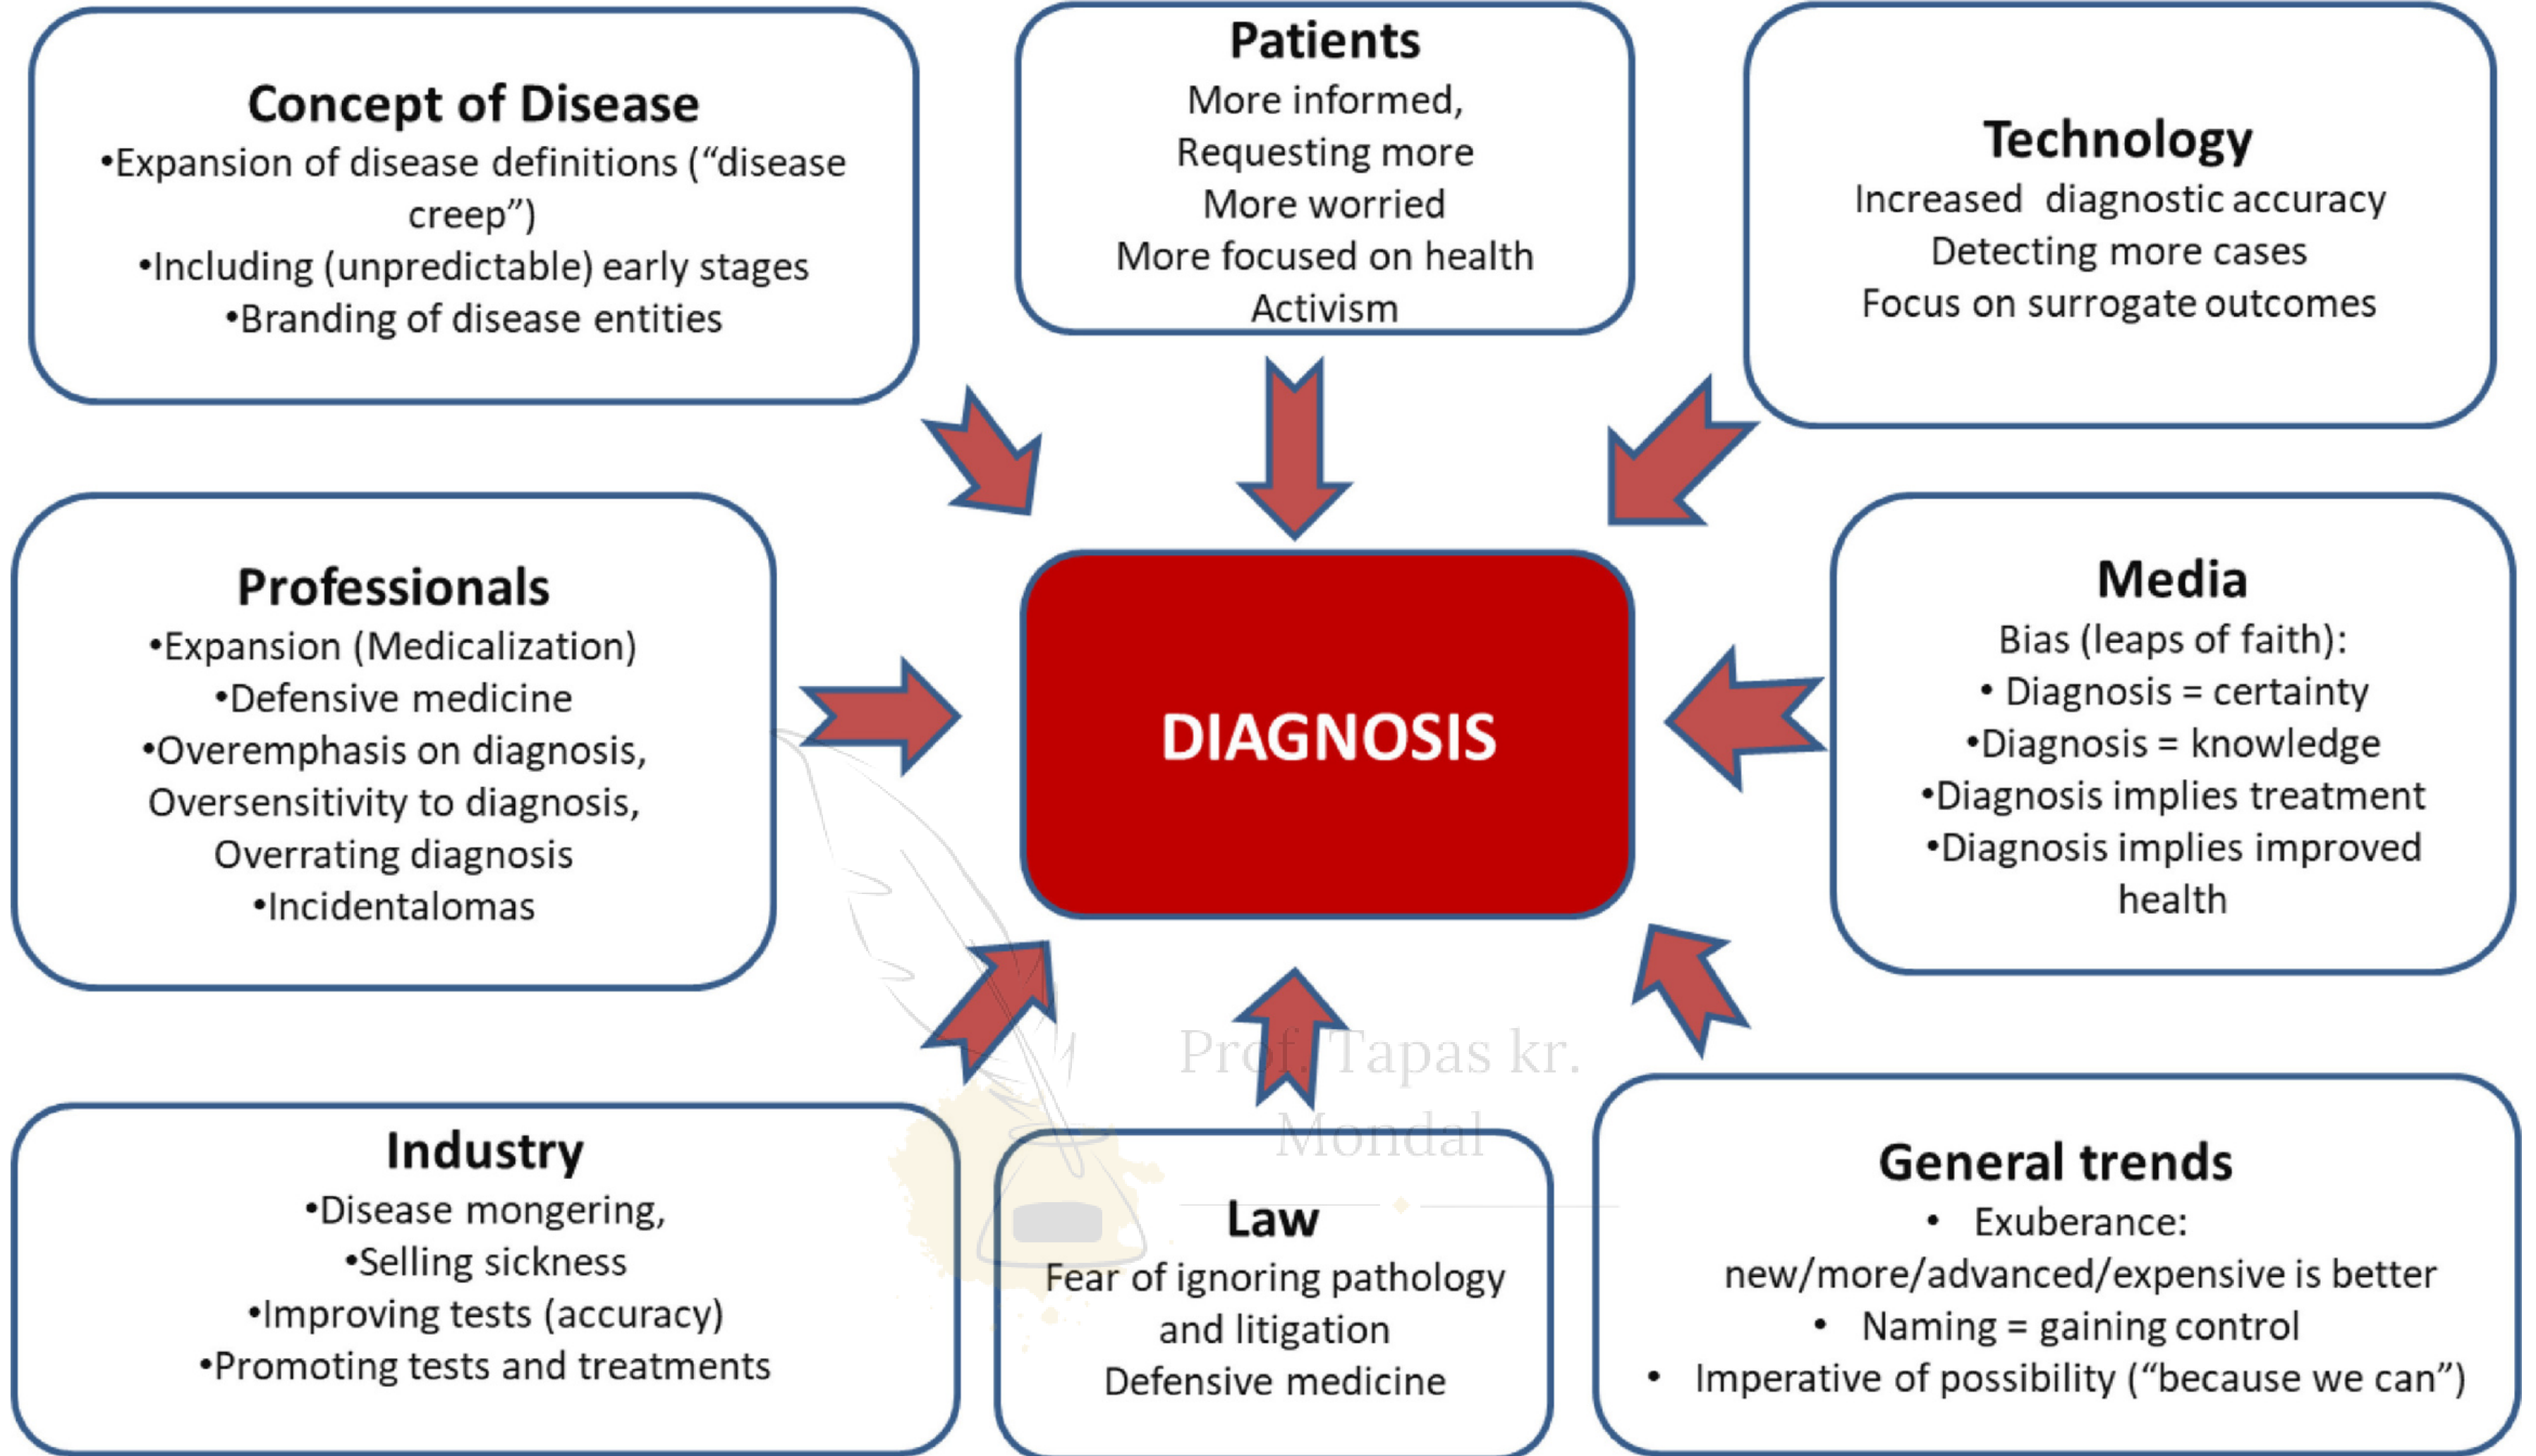 Concept of Disease
•Expansion of disease definitions (“disease
creep”)
•Including (unpredictable) early stages
•Branding of disease entities
Patients
More informed,
Requesting more
More worried
More focused on health
Activism
Technology
Increased diagnostic accuracy
Detecting more cases
Focus on surrogate outcomes
Professionals
•Expansion (Medicalization)
•Defensive medicine
•Overemphasis on diagnosis,
Oversensitivity to diagnosis,
Overrating diagnosis
•Incidentalomas
DIAGNOSIS
Media
Bias (leaps of faith):
• Diagnosis = certainty
•Diagnosis = knowledge
•Diagnosis implies treatment
•Diagnosis implies improved
health
Industry
•Disease mongering,
•Selling sickness
•Improving tests (accuracy)
•Promoting tests and treatments
Prof. Tapas kr.
Mondal
Law
Fear of ignoring pathology
and litigation
Defensive medicine
General trends
• Exuberance:
new/more/advanced/expensive is better
• Naming = gaining control
• Imperative of possibility (“because we can”)